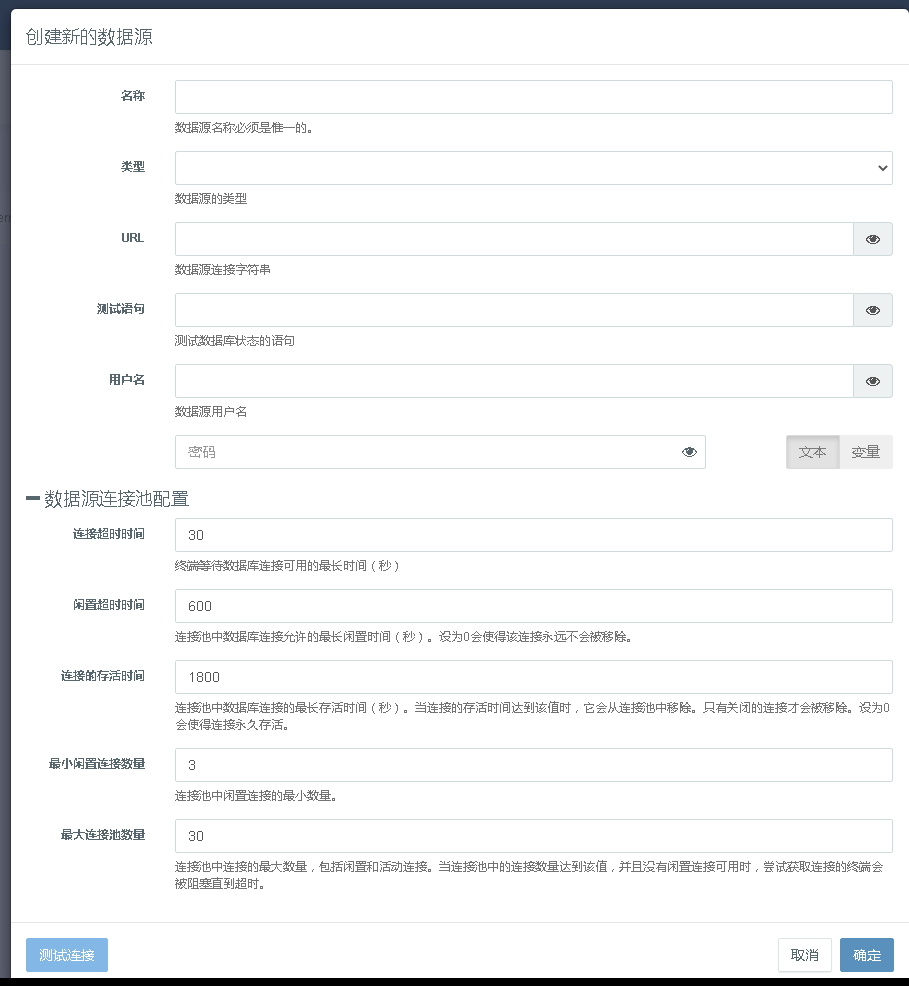 创建新的数据源
名称
数据源名称必须是惟一的。
类型
数据源的类型
URL
数据源连接字符串
测试语句
测试数据库状态的语句
用户名
数据源用户名
密码
文本 变量
数据源连接池配置
连接超时时间 30
终端等待数据库连接可用的最长时间（秒）
闲置超时时间 600
连接池中数据库连接允许的最长闲置时间（秒）。设为0会使得该连接永远不会被移除。
连接的存活时间 1800
连接池中数据库连接的最长存活时间（秒）。当连接的存活时间达到该值时，它会从连接池中移除。只有关闭的连接才会被移除。设为0
会使得连接永久存活。
最小闲置连接数量 3
连接池中闲置连接的最小数量。
最大连接池数量 30
连接池中连接的最大数量，包括闲置和活动连接。当连接池中的连接数量达到该值，并且没有闲置连接可用时，尝试获取连接的终端会
被阻塞直到超时。
测试连接 取消 确定